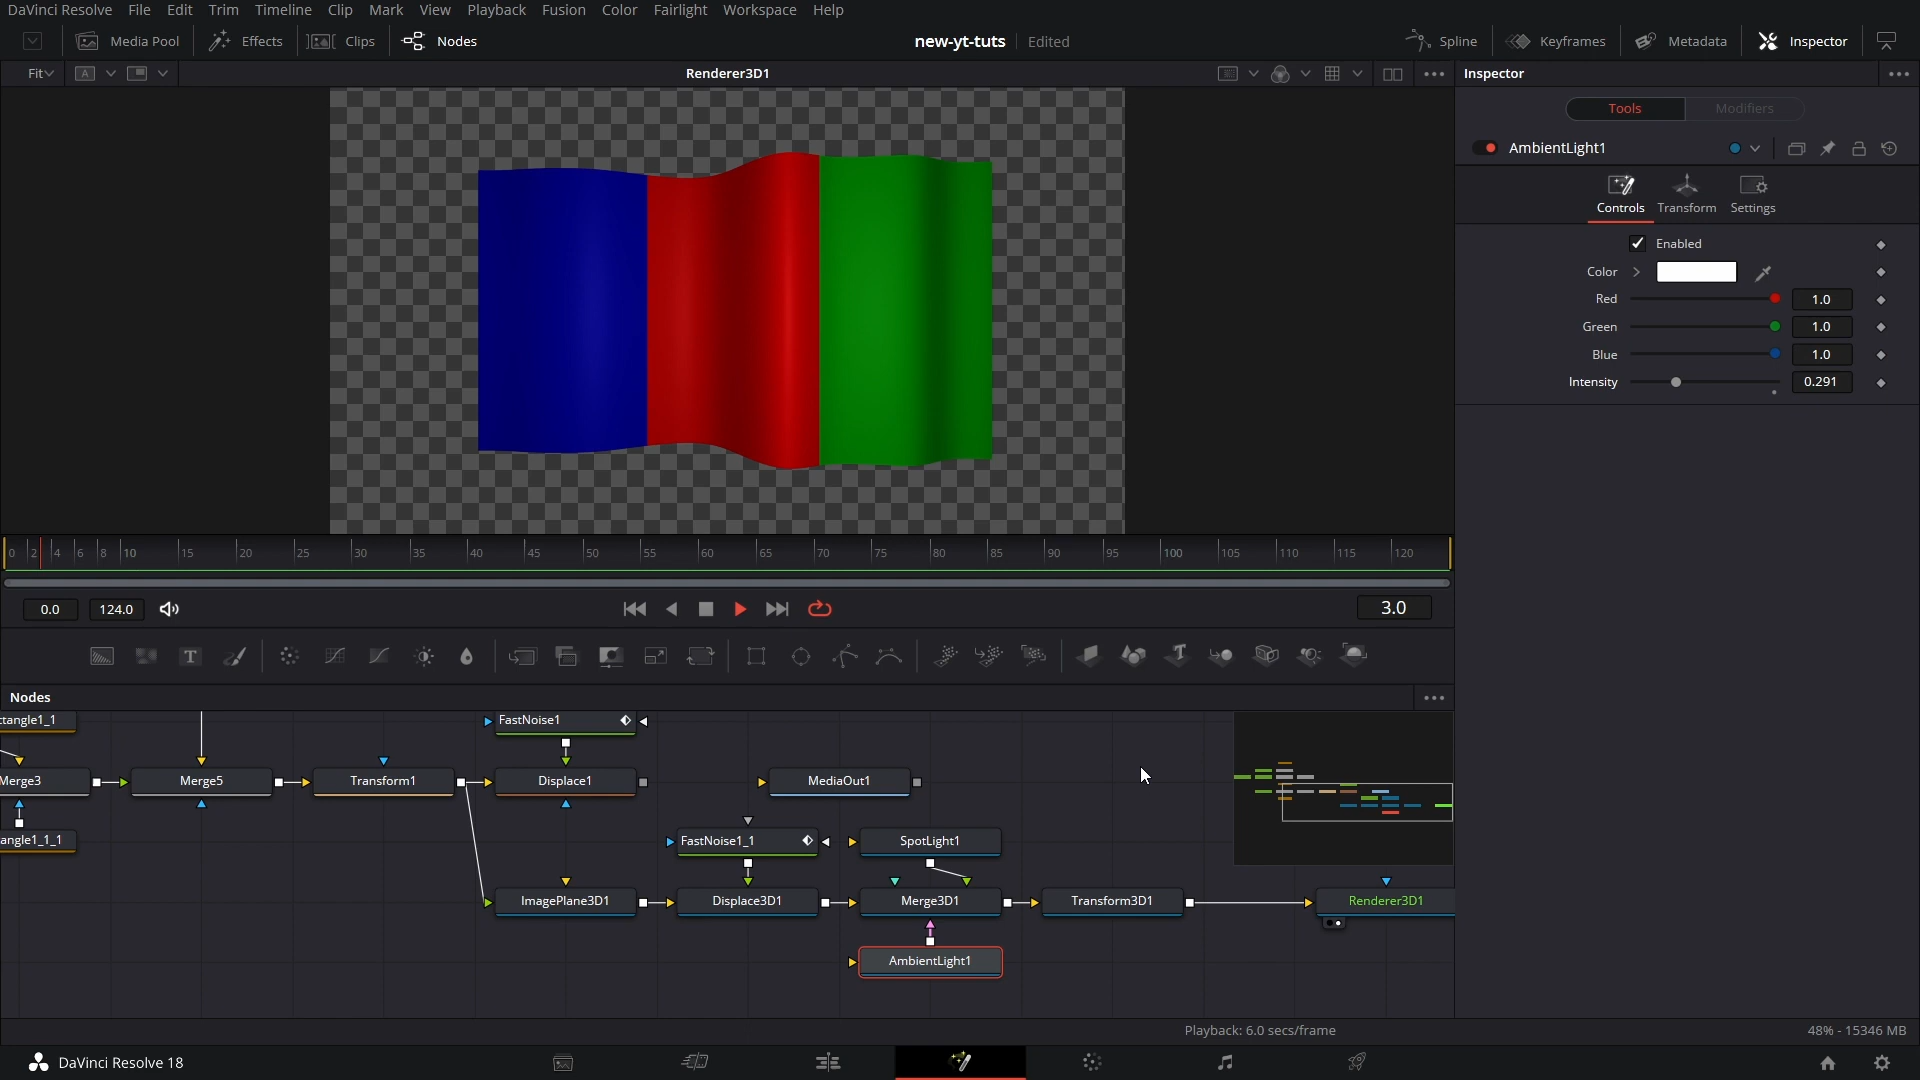 DaVinci Resolve File Edit Trim Timeline Clip Mark View Playback Fusion Color Fairlight Workspace Help
Media Pool Effects Clips Nodes new-yt-tuts Edited Spline Keyframes Metadata Inspector
Fit A Renderer3D1 Inspector
Tools Modifiers
AmbientLight1
Controls Transform Settings
Enabled
Color
Red 1.0
Green 1.0
Blue 1.0
Intensity 0.291
0 2 4 6 8 10 15 20 25 30 35 40 45 50 55 60 65 70 75 80 85 90 95 100 105 110 115 120
0.0 124.0 3.0
T T
Nodes
ctangle1_1 FastNoise1
Merge3 Merge5 Transform1 Displace1 MediaOut1
angle1_1_1 FastNoise1_1 SpotLight1
ImagePlane3D1 Displace3D1 Merge3D1 Transform3D1 Renderer3D1
AmbientLight1
Playback: 6.0 secs/frame 48% - 15346 MB
DaVinci Resolve 18